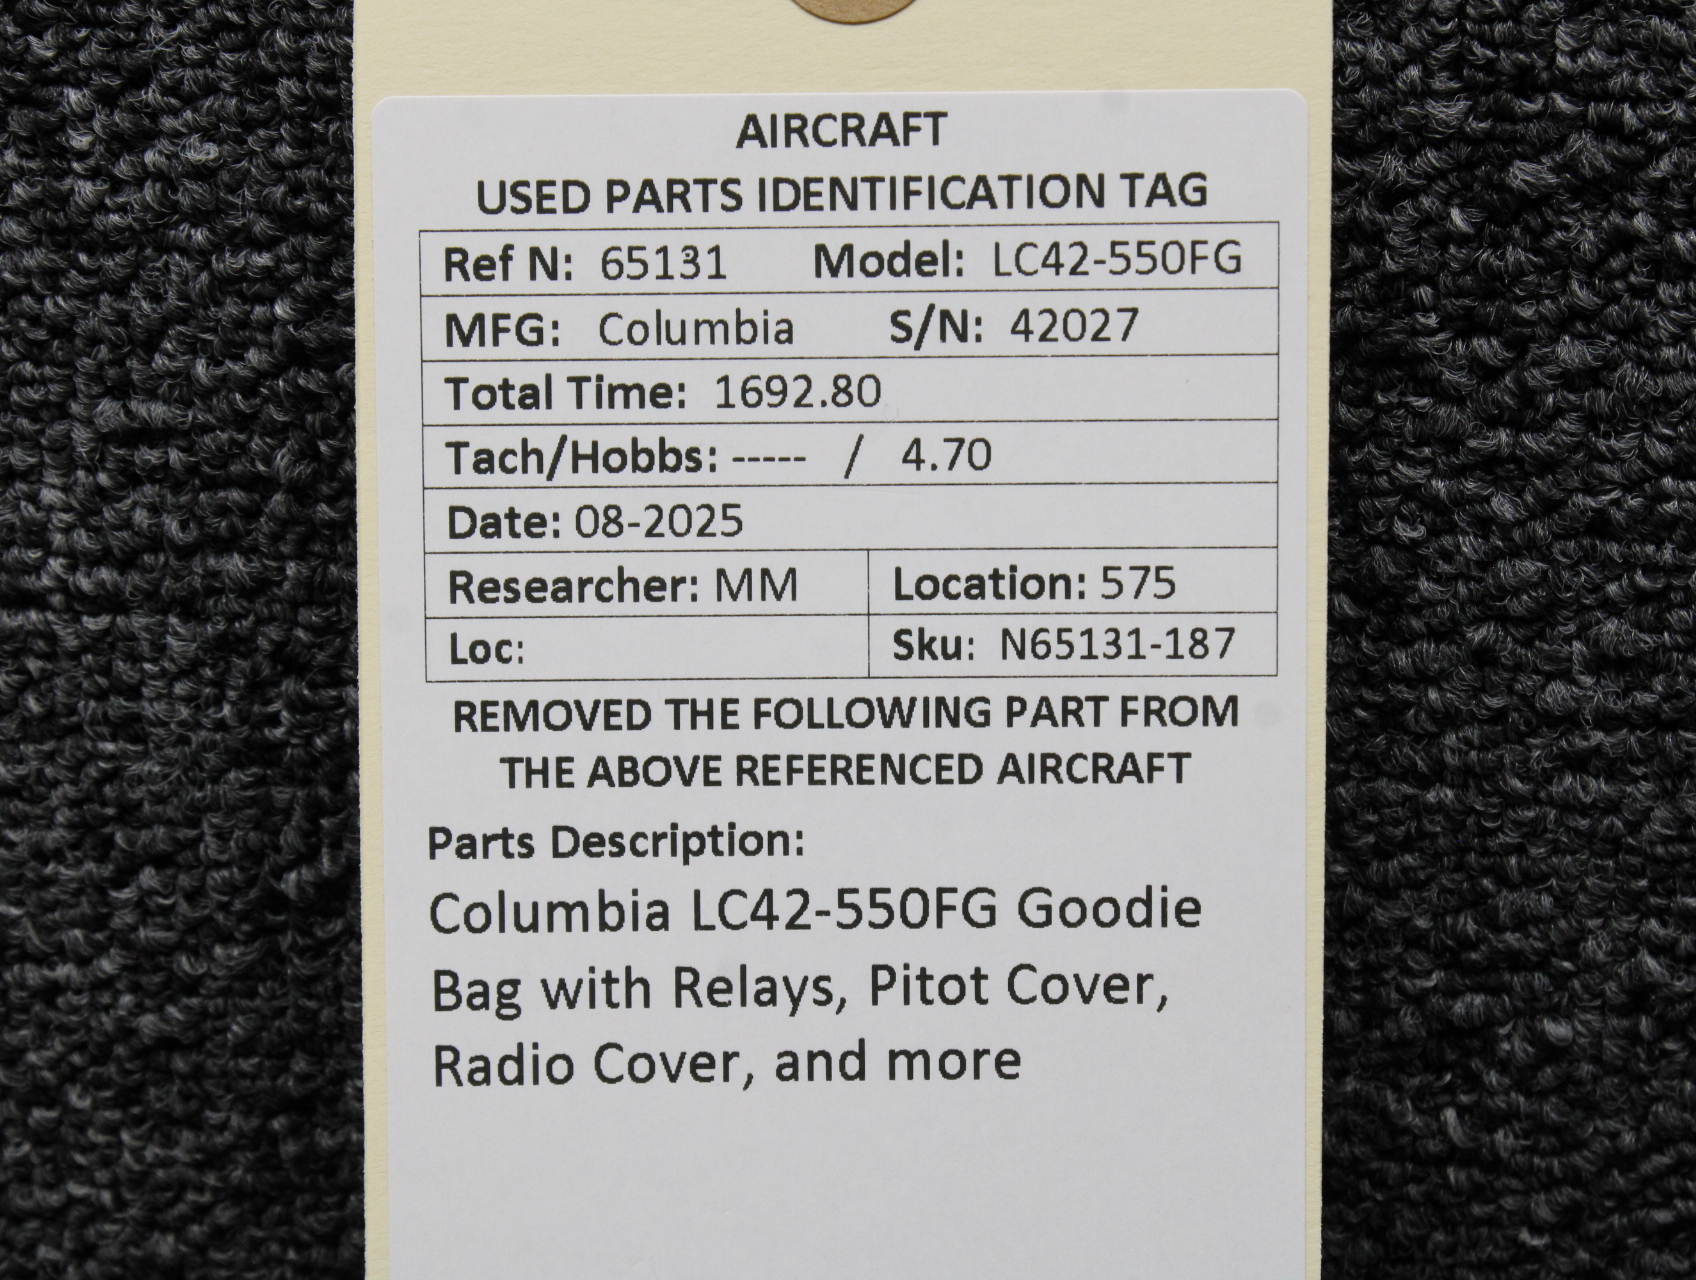 AIRCRAFT
USED PARTS IDENTIFICATION TAG
Ref N: 65131 Model: LC42-550FG
MFG: Columbia S/N: 42027
Total Time: 1692.80
Tach/Hobbs: ----- / 4.70
Date: 08-2025
Researcher: MM Location: 575
Loc: Sku: N65131-187
REMOVED THE FOLLOWING PART FROM
THE ABOVE REFERENCED AIRCRAFT
Parts Description:
Columbia LC42-550FG Goodie
Bag with Relays, Pitot Cover,
Radio Cover, and more